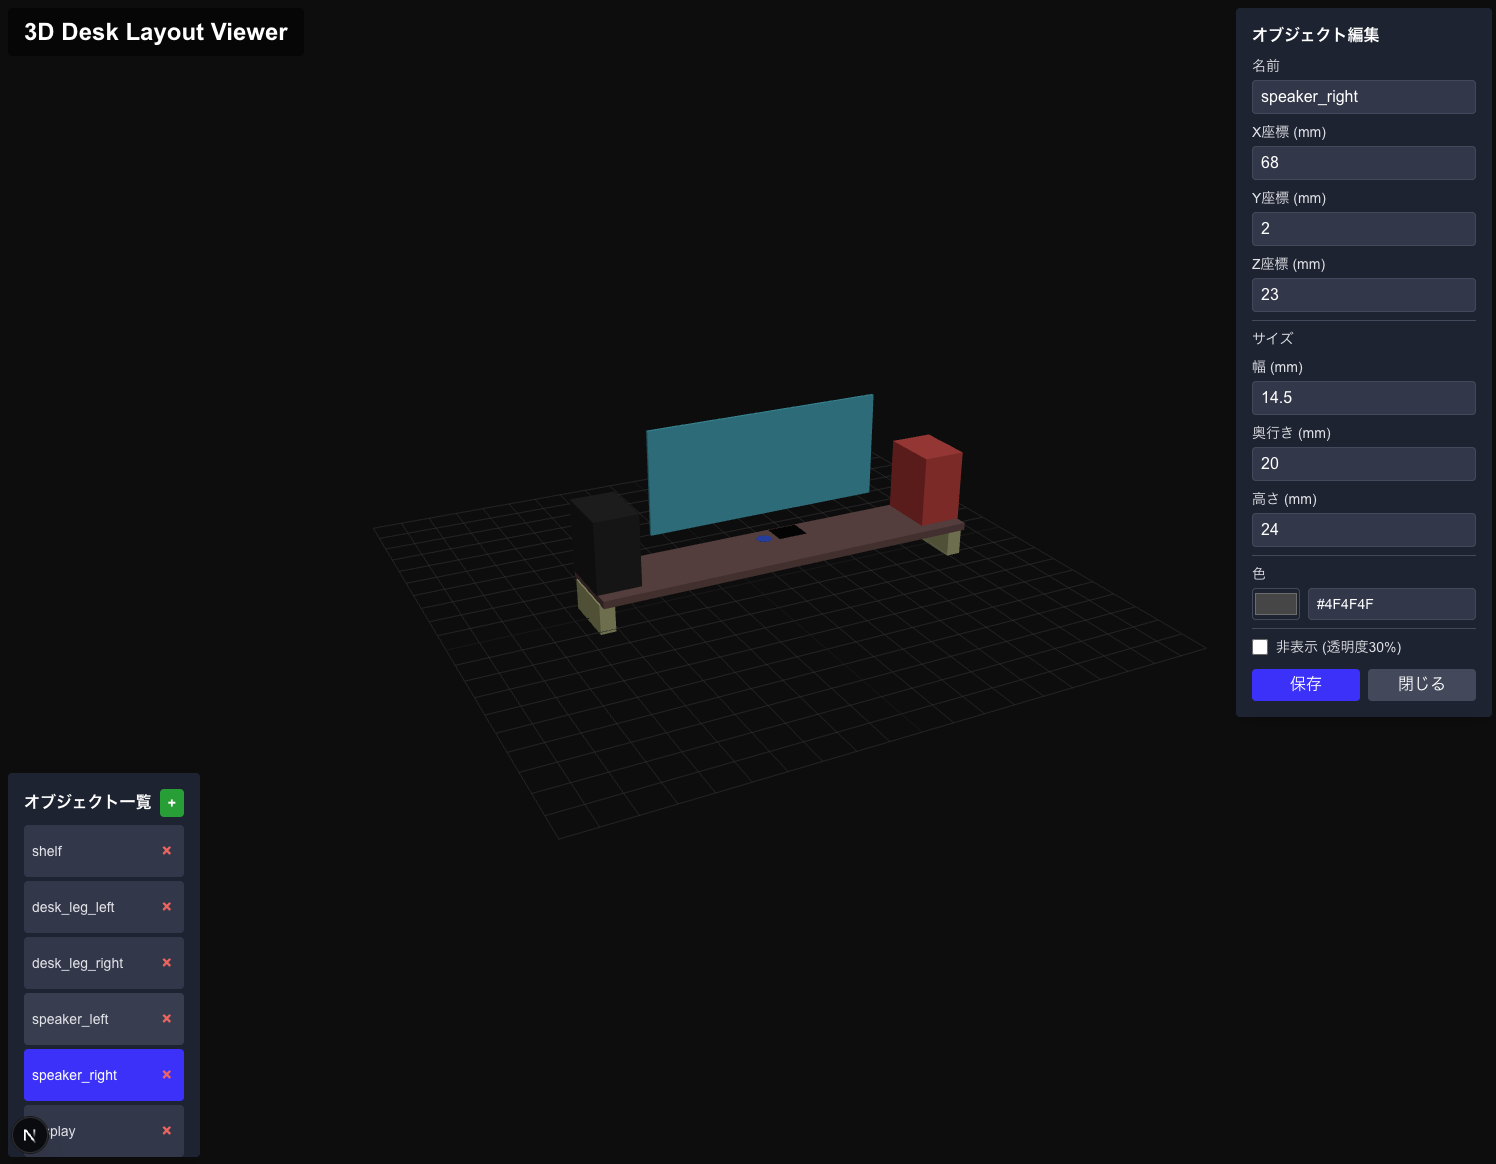 3D Desk Layout Viewer
オブジェクト編集
名前
speaker_right
X座標 (mm)
68
Y座標 (mm)
2
Z座標 (mm)
23
サイズ
幅 (mm)
14.5
奥行き (mm)
20
高さ (mm)
24
色
#4F4F4F
非表示 (透明度30%)
保存
閉じる
オブジェクト一覧
+
shelf
×
desk_leg_left
×
desk_leg_right
×
speaker_left
×
speaker_right
×
play
×
N